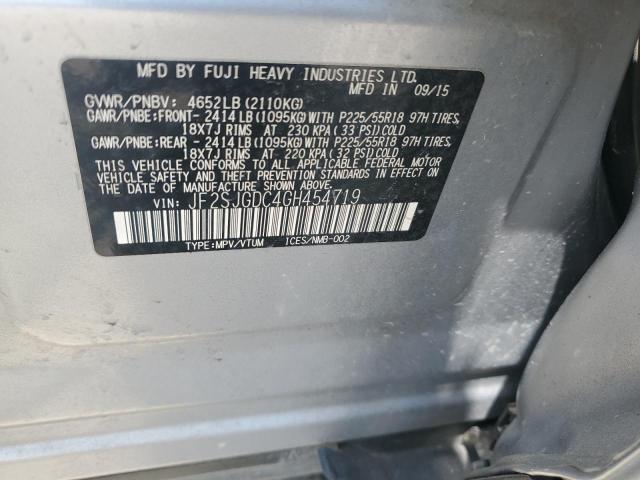 MFD BY FUJI HEAVY INDUSTRIES LTD.
MFD IN 09/15
GVWR/PNBV: 4652LB (2110KG)
GAWR/PNBE:FRONT- 2414LB (1095KG) WITH P225/55R18 97H TIRES,
18X7J RIMS AT 230 KPA (33 PSI) COLD
GAWR/PNBE:REAR - 2414LB (1095KG) WITH P225/55R18 97H TIRES,
18X7J RIMS AT 220 KPA (32 PSI) COLD
THIS VEHICLE CONFORMS TO ALL APPLICABLE FEDERAL MOTOR
VEHICLE SAFETY AND THEFT PREVENTION STANDARDS IN EFFECT ON
THE DATE OF MANUFACTURE SHOWN ABOVE.
VIN: JF2SJGDC4GH454719
TYPE:MPV/VTUM ICES/NMB-002